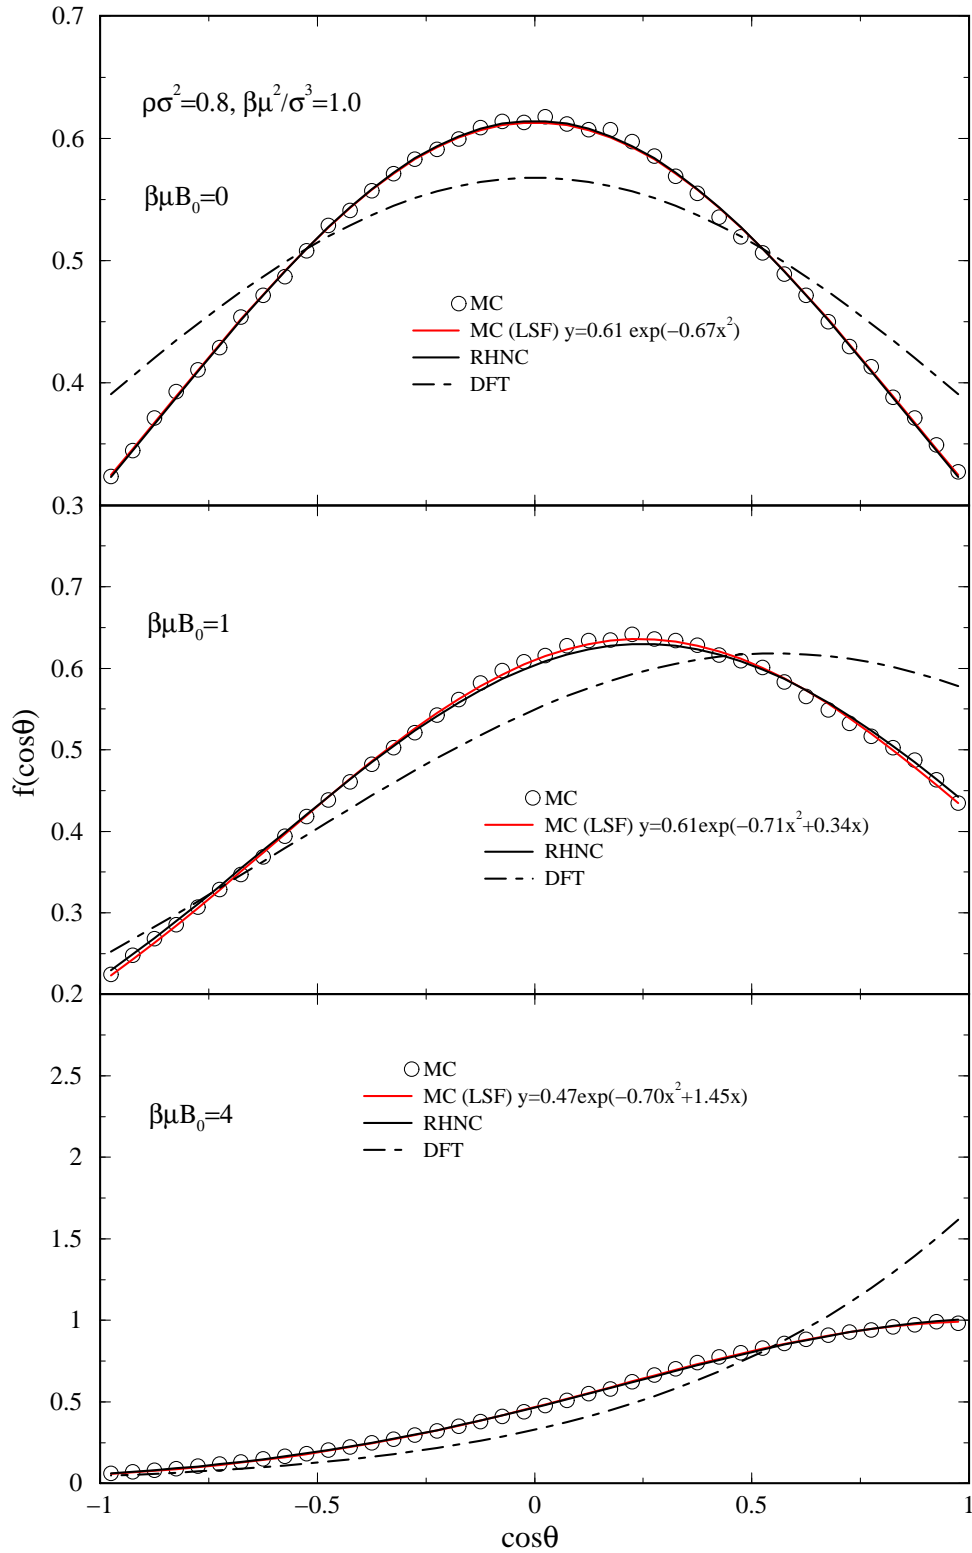 0.7
ρσ²=0.8, βμ²/σ³=1.0
0.6
βμB₀=0
0.5
MC
MC (LSF) y=0.61 exp(−0.67x²)
RHNC
DFT
0.4
0.3
0.7
βμB₀=1
0.6
f(cosθ)
0.5
MC
MC (LSF) y=0.61exp(−0.71x²+0.34x)
RHNC
DFT
0.4
0.3
0.2
2.5
MC
MC (LSF) y=0.47exp(−0.70x²+1.45x)
βμB₀=4
RHNC
DFT
2
1.5
1
0.5
0
−1 −0.5 0 0.5 1
cosθ